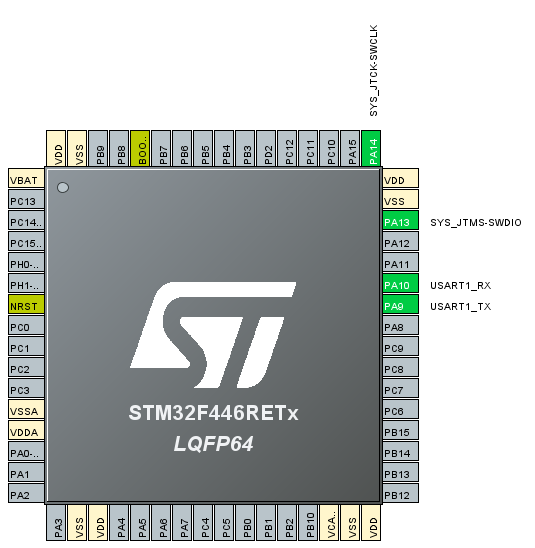 SYS_JTCK-SWCLK
VDD
VSS
PB9
PB8
BOO..
PB7
PB6
PB5
PB4
PB3
PD2
PC12
PC11
PC10
PA15
PA14
VBAT
PC13
PC14..
PC15..
PH0-..
PH1-..
NRST
PC0
PC1
PC2
PC3
VSSA
VDDA
PA0-..
PA1
PA2
STM32F446RETx
LQFP64
VDD
VSS
PA13 SYS_JTMS-SWDIO
PA12
PA11
PA10 USART1_RX
PA9 USART1_TX
PA8
PC9
PC8
PC7
PC6
PB15
PB14
PB13
PB12
PA3
VSS
VDD
PA4
PA5
PA6
PA7
PC4
PC5
PB0
PB1
PB2
PB10
VCA..
VSS
VDD